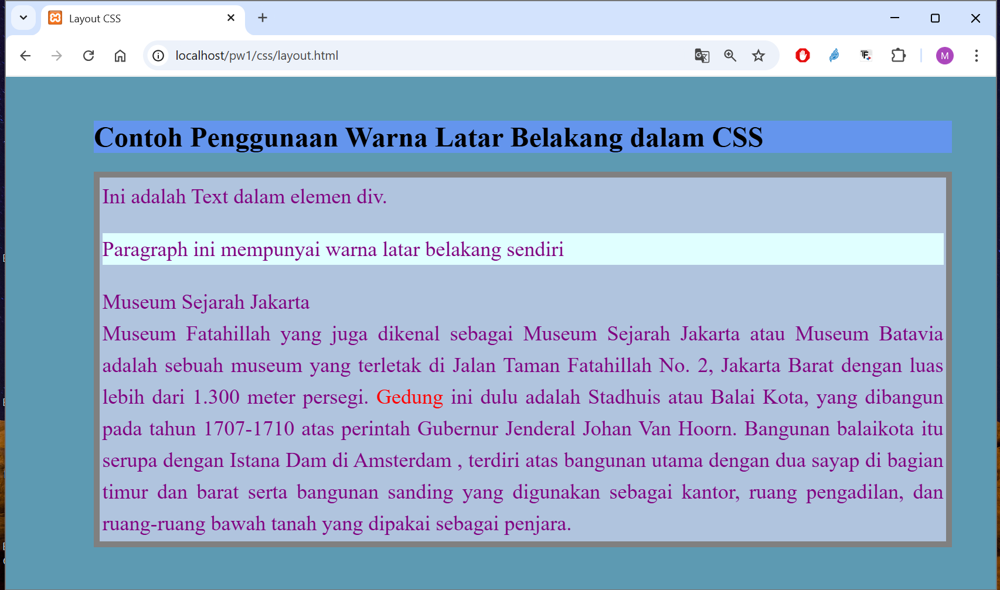 Layout CSS
localhost/pw1/css/layout.html
M
Contoh Penggunaan Warna Latar Belakang dalam CSS
Ini adalah Text dalam elemen div.
Paragraph ini mempunyai warna latar belakang sendiri
Museum Sejarah Jakarta
Museum Fatahillah yang juga dikenal sebagai Museum Sejarah Jakarta atau Museum Batavia
adalah sebuah museum yang terletak di Jalan Taman Fatahillah No. 2, Jakarta Barat dengan luas
lebih dari 1.300 meter persegi. Gedung ini dulu adalah Stadhuis atau Balai Kota, yang dibangun
pada tahun 1707-1710 atas perintah Gubernur Jenderal Johan Van Hoorn. Bangunan balaikota itu
serupa dengan Istana Dam di Amsterdam , terdiri atas bangunan utama dengan dua sayap di bagian
timur dan barat serta bangunan sanding yang digunakan sebagai kantor, ruang pengadilan, dan
ruang-ruang bawah tanah yang dipakai sebagai penjara.